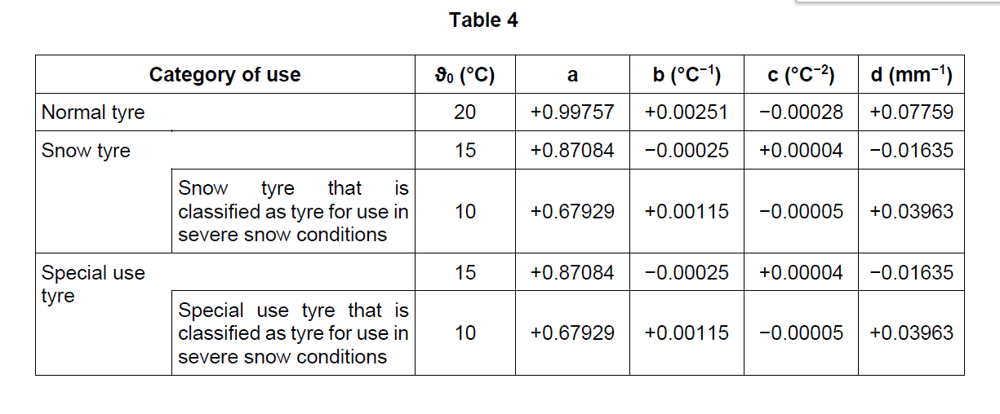 Table 4
Category of use ϑ₀ (°C) a b (°C⁻¹) c (°C⁻²) d (mm⁻¹)
Normal tyre 20 +0.99757 +0.00251 −0.00028 +0.07759
Snow tyre 15 +0.87084 −0.00025 +0.00004 −0.01635
Snow tyre that is
classified as tyre for use in 10 +0.67929 +0.00115 −0.00005 +0.03963
severe snow conditions
Special use 15 +0.87084 −0.00025 +0.00004 −0.01635
tyre
Special use tyre that is
classified as tyre for use in 10 +0.67929 +0.00115 −0.00005 +0.03963
severe snow conditions